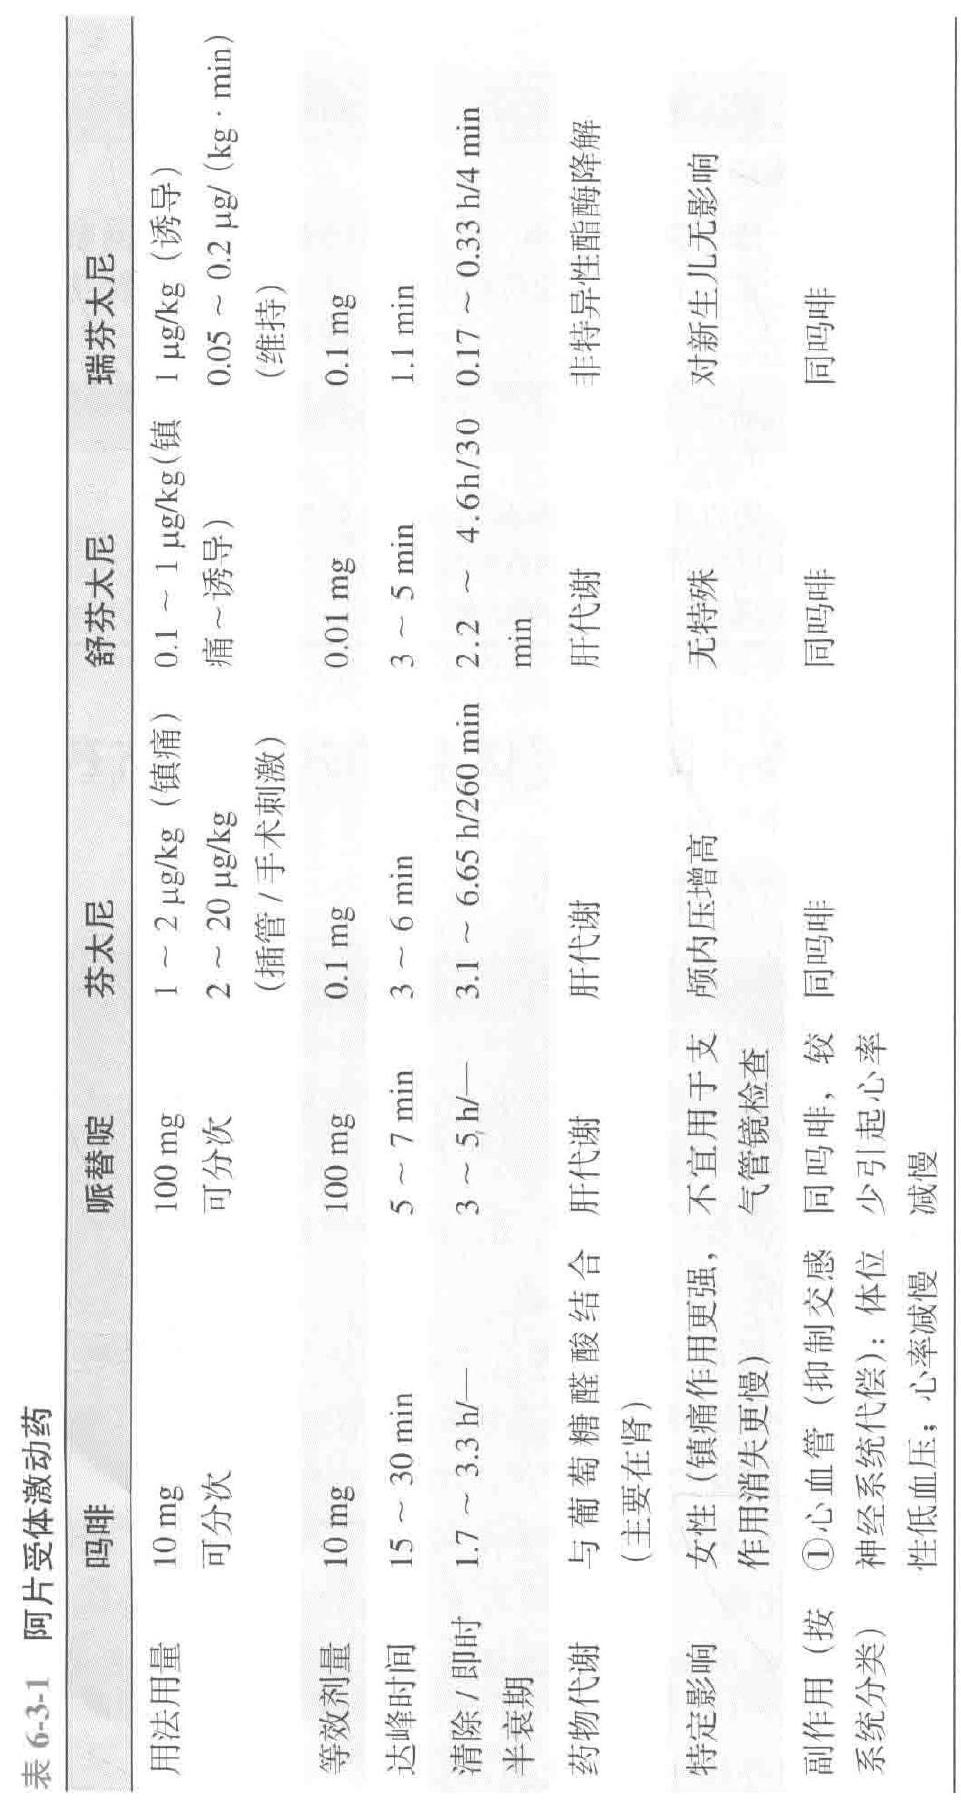 表 6-3-1 阿片受体激动药
吗啡 哌替啶 芬太尼 舒芬太尼 瑞芬太尼
用法用量 10 mg 100 mg 1 ~ 2 μg/kg（镇痛） 0.1 ~ 1 μg/kg(镇 1 μg/kg（诱导）
可分次 可分次 2 ~ 20 μg/kg 痛~诱导） 0.05 ~ 0.2 μg/（kg · min）
（插管 / 手术刺激） （维持）
等效剂量 10 mg 100 mg 0.1 mg 0.01 mg 0.1 mg
达峰时间 15 ~ 30 min 5 ~ 7 min 3 ~ 6 min 3 ~ 5 min 1.1 min
清除 / 即时 1.7 ~ 3.3 h/— 3 ~ 5 h/— 3.1 ~ 6.65 h/260 min 2.2 ~ 4.6h/30 0.17 ~ 0.33 h/4 min
半衰期 min
药物代谢 与葡萄糖醛酸结合 肝代谢 肝代谢 肝代谢 非特异性酯酶降解
（主要在肾）
特定影响 女性（镇痛作用更强， 不宜用于支 颅内压增高 无特殊 对新生儿无影响
作用消失更慢） 气管镜检查
副作用（按 ①心血管（抑制交感 同吗啡，较 同吗啡 同吗啡 同吗啡
系统分类） 神经系统代偿）：体位 少引起心率
性低血压；心率减慢 减慢